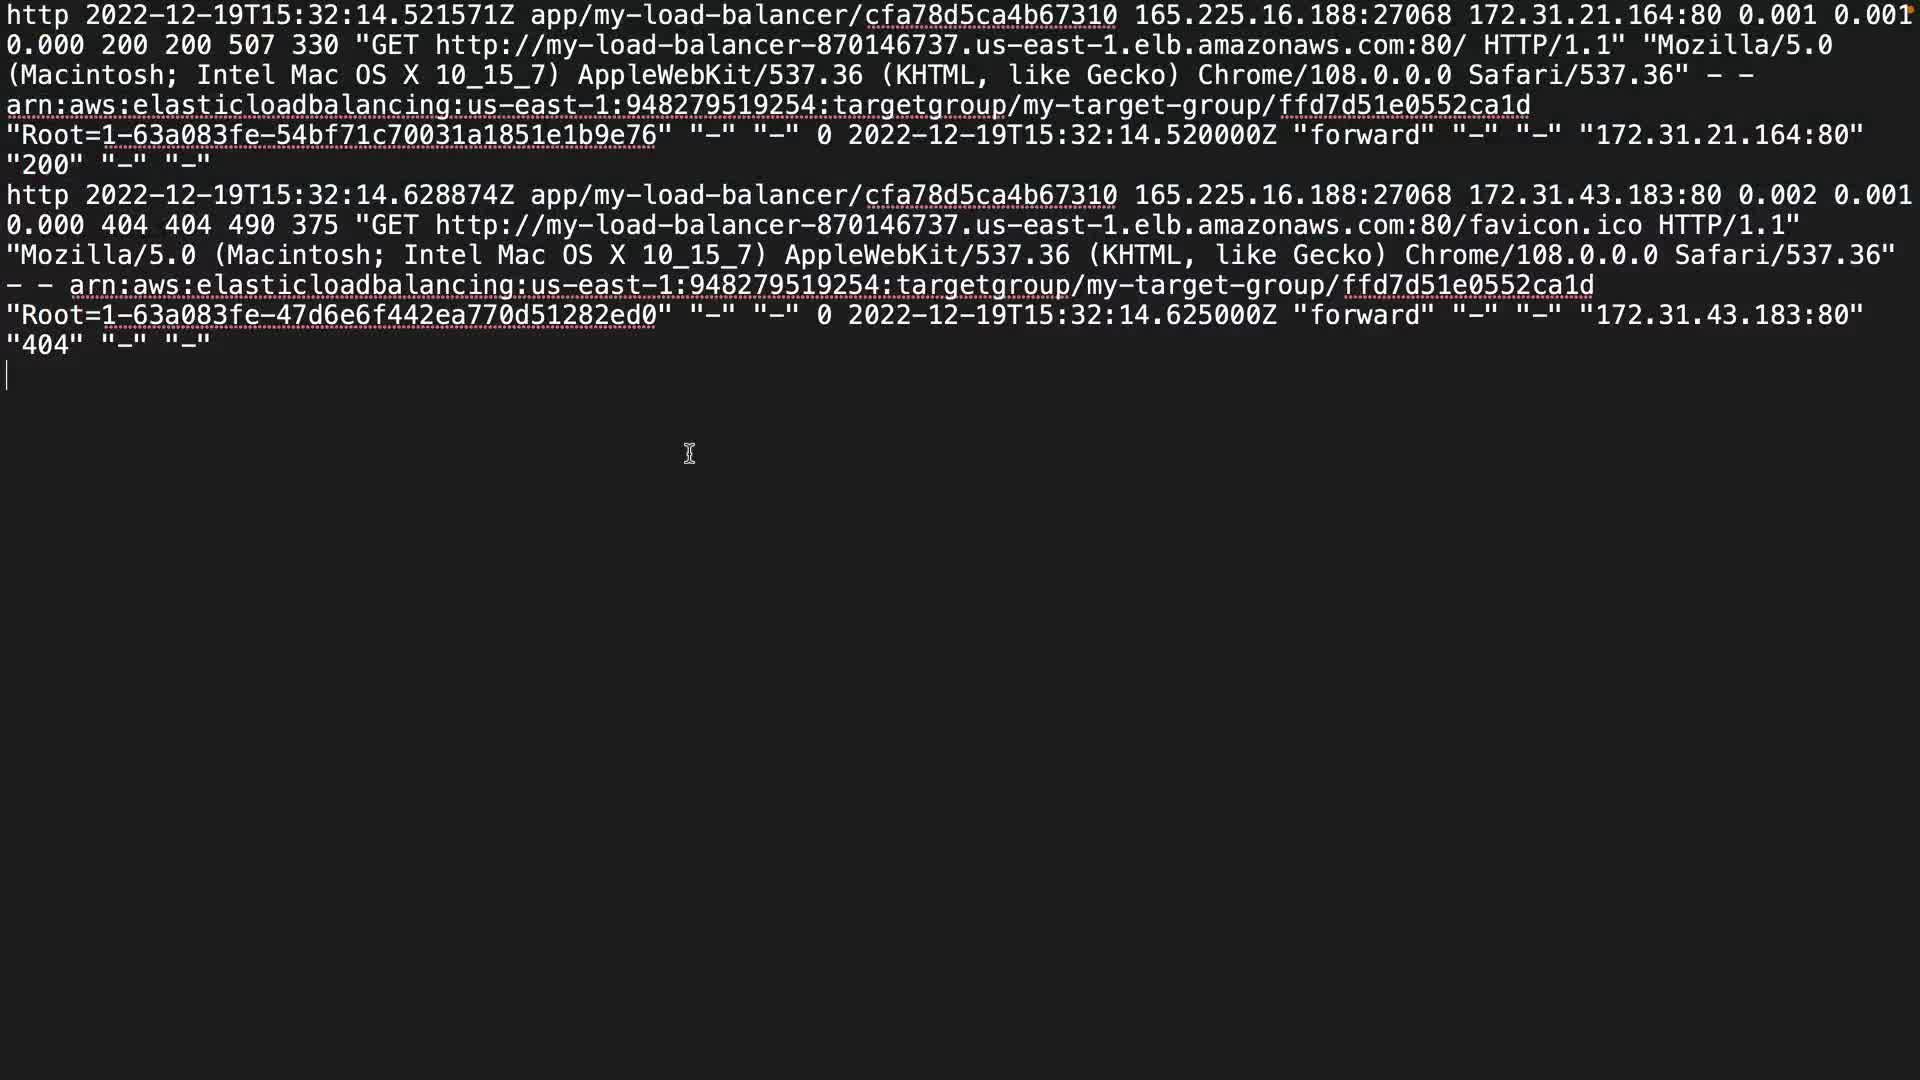 http 2022-12-19T15:32:14.521571Z app/my-load-balancer/cfa78d5ca4b67310 165.225.16.188:27068 172.31.21.164:80 0.001 0.001
0.000 200 200 507 330 "GET http://my-load-balancer-870146737.us-east-1.elb.amazonaws.com:80/ HTTP/1.1" "Mozilla/5.0
(Macintosh; Intel Mac OS X 10_15_7) AppleWebKit/537.36 (KHTML, like Gecko) Chrome/108.0.0.0 Safari/537.36" - -
arn:aws:elasticloadbalancing:us-east-1:948279519254:targetgroup/my-target-group/ffd7d51e0552ca1d
"Root=1-63a083fe-54bf71c70031a1851e1b9e76" "-" "-" 0 2022-12-19T15:32:14.520000Z "forward" "-" "-" "172.31.21.164:80"
"200" "-" "-"
http 2022-12-19T15:32:14.628874Z app/my-load-balancer/cfa78d5ca4b67310 165.225.16.188:27068 172.31.43.183:80 0.002 0.001
0.000 404 404 490 375 "GET http://my-load-balancer-870146737.us-east-1.elb.amazonaws.com:80/favicon.ico HTTP/1.1"
"Mozilla/5.0 (Macintosh; Intel Mac OS X 10_15_7) AppleWebKit/537.36 (KHTML, like Gecko) Chrome/108.0.0.0 Safari/537.36"
- - arn:aws:elasticloadbalancing:us-east-1:948279519254:targetgroup/my-target-group/ffd7d51e0552ca1d
"Root=1-63a083fe-47d6e6f442ea770d51282ed0" "-" "-" 0 2022-12-19T15:32:14.625000Z "forward" "-" "-" "172.31.43.183:80"
"404" "-" "-"